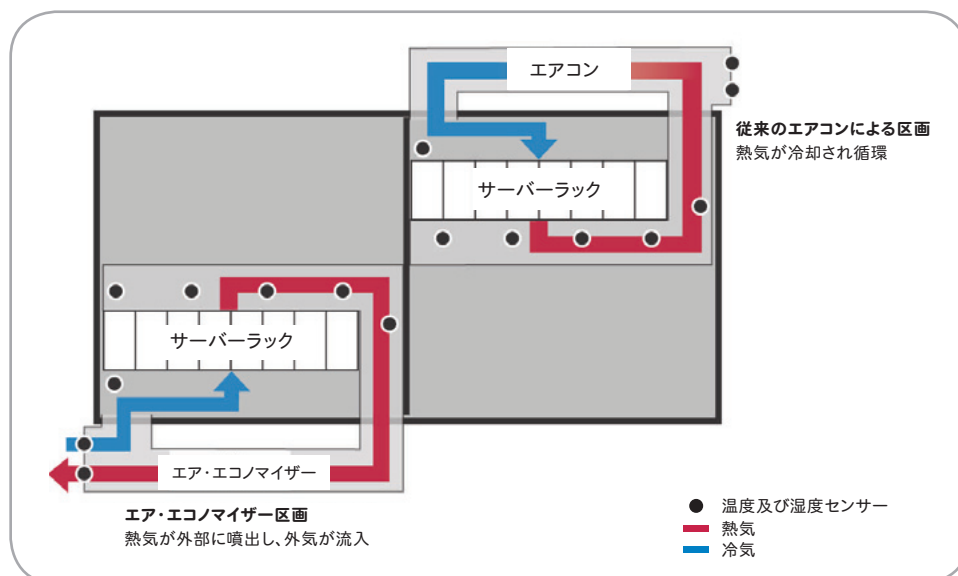 エアコン
従来のエアコンによる区画
熱気が冷却され循環
サーバーラック
サーバーラック
エア・エコノマイザー
エア・エコノマイザー区画
熱気が外部に噴出し、外気が流入
温度及び湿度センサー
熱気
冷気